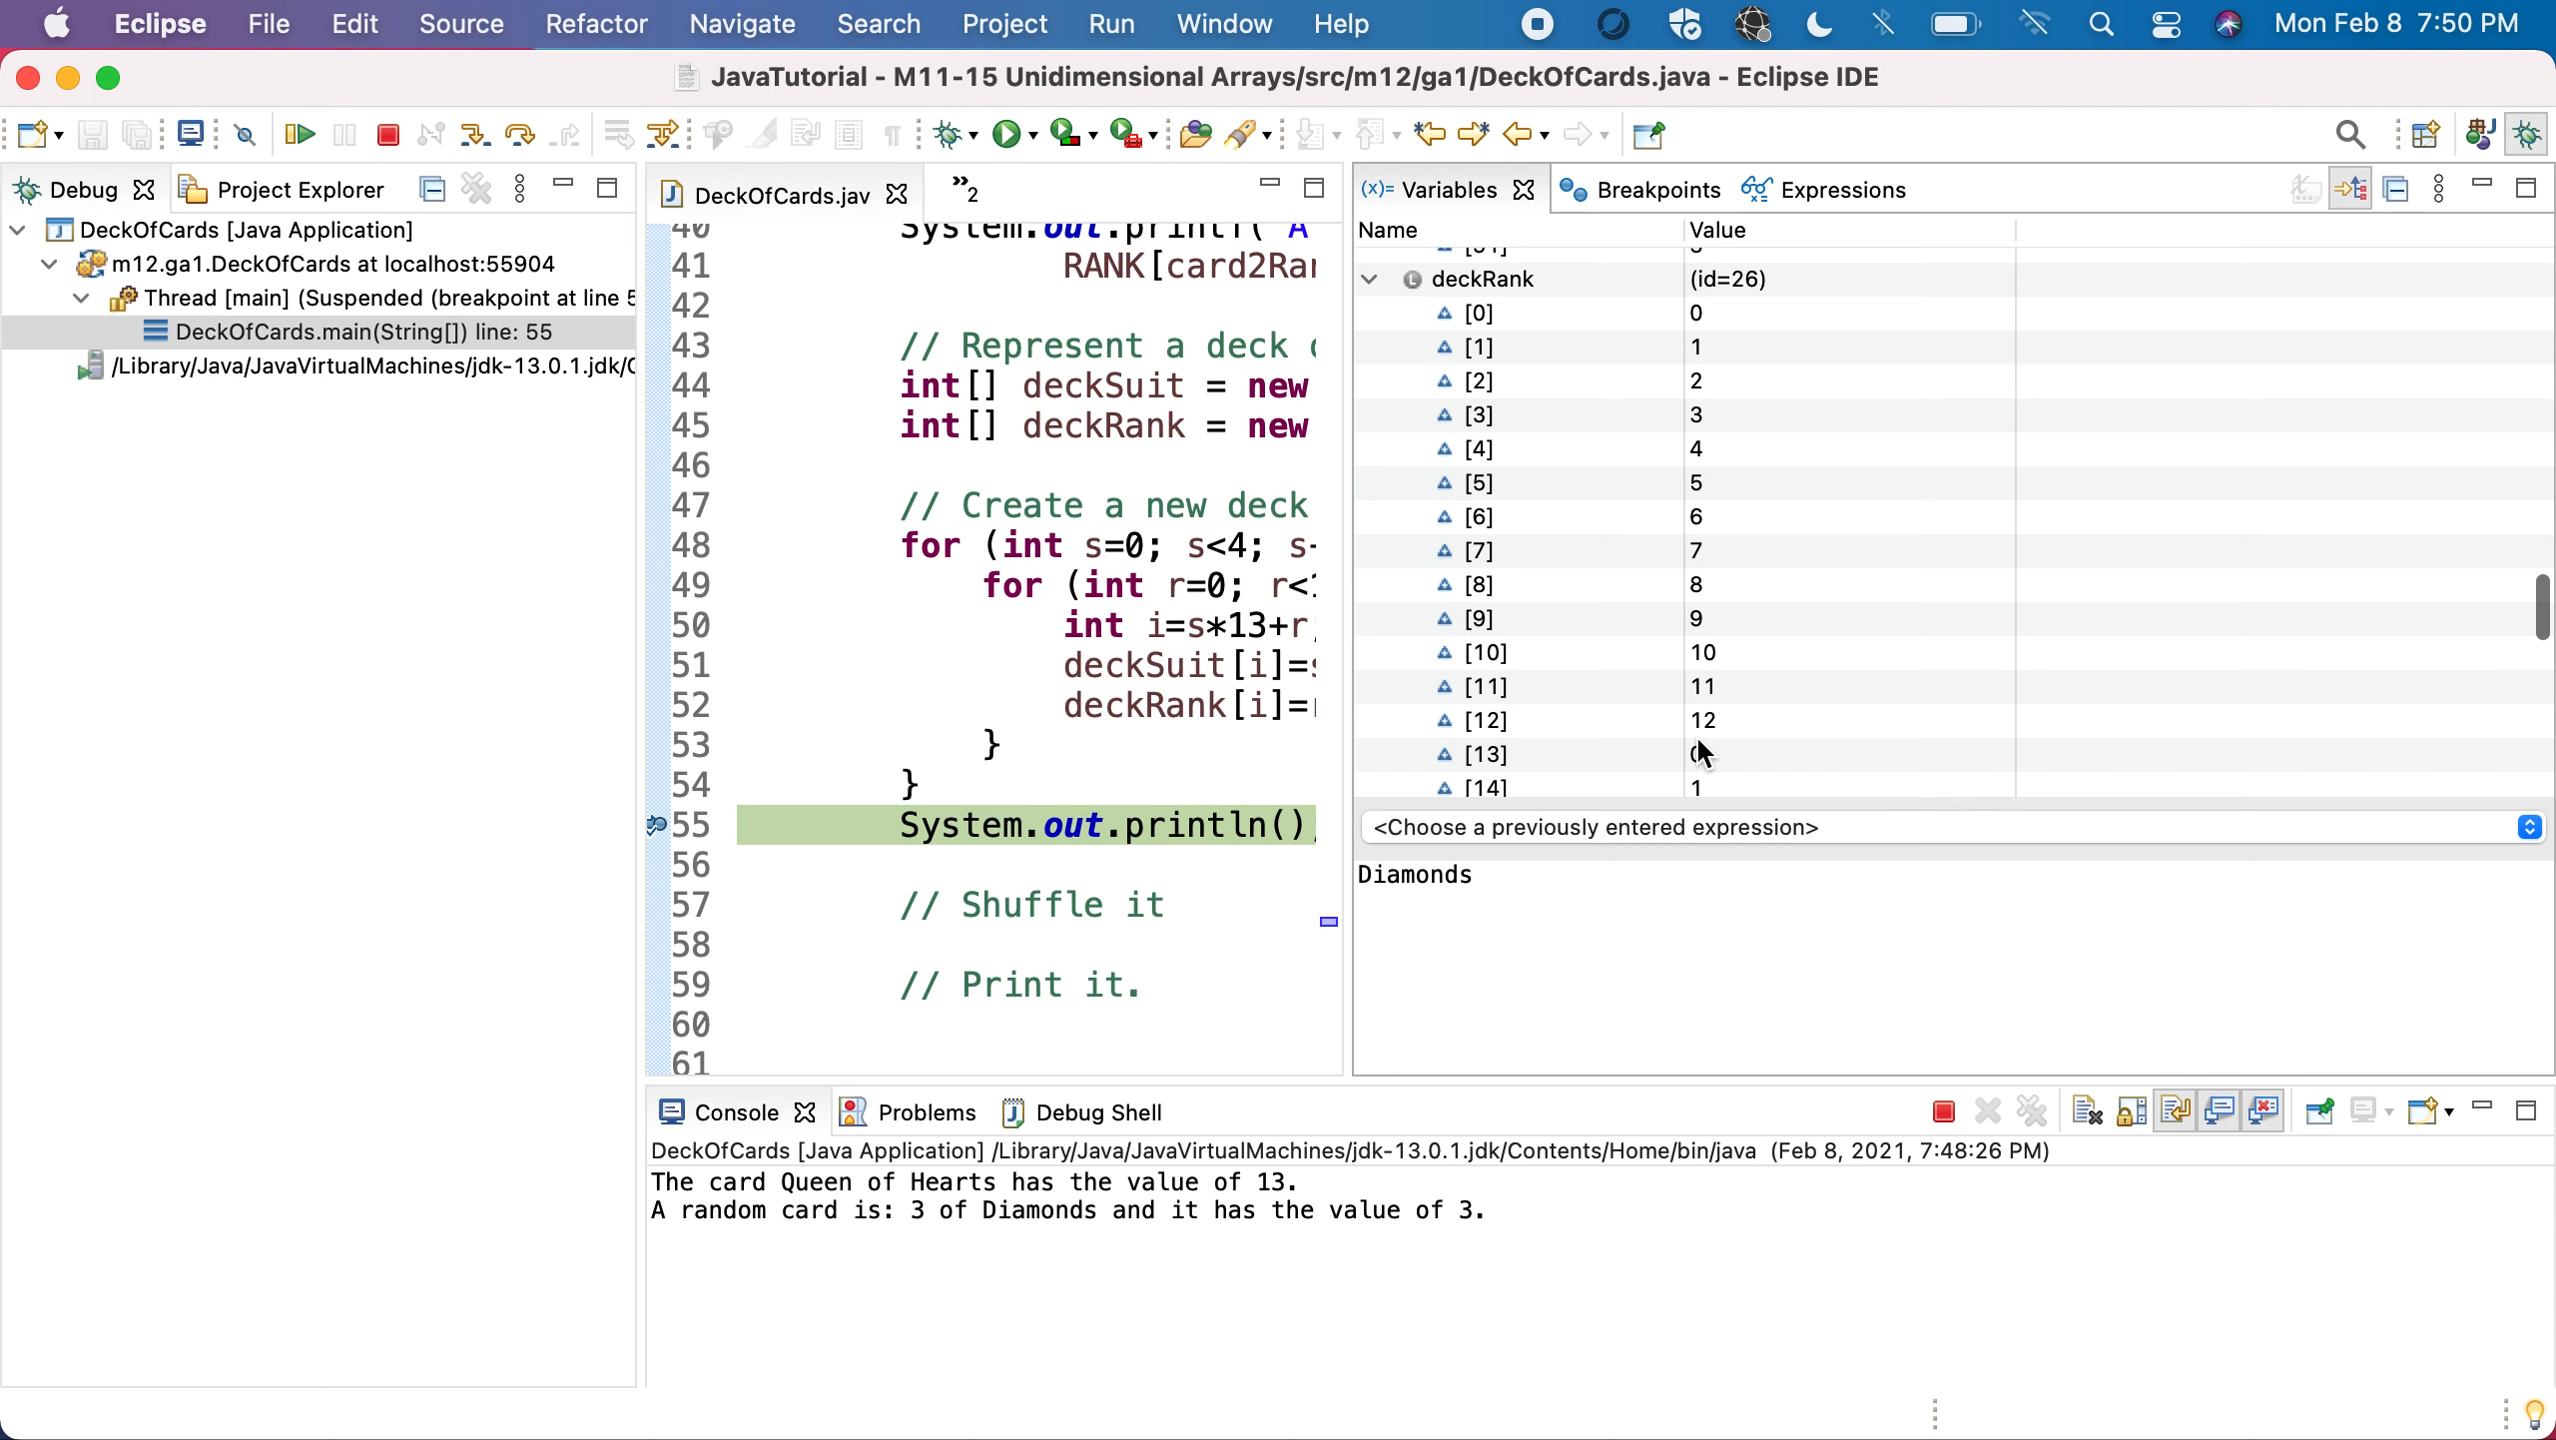 Eclipse File Edit Source Refactor Navigate Search Project Run Window Help Mon Feb 8 7:50 PM
JavaTutorial - M11-15 Unidimensional Arrays/src/m12/ga1/DeckOfCards.java - Eclipse IDE
Debug Project Explorer
DeckOfCards [Java Application]
m12.ga1.DeckOfCards at localhost:55904
Thread [main] (Suspended (breakpoint at line 5
DeckOfCards.main(String[]) line: 55
/Library/Java/JavaVirtualMachines/jdk-13.0.1.jdk/C
DeckOfCards.jav »2
40 System.out.printf("A
41 RANK[card2Ran
42
43 // Represent a deck o
44 int[] deckSuit = new
45 int[] deckRank = new
46
47 // Create a new deck
48 for (int s=0; s<4; s+
49 for (int r=0; r<1
50 int i=s*13+r;
51 deckSuit[i]=s
52 deckRank[i]=r
53 }
54 }
55 System.out.println();
56
57 // Shuffle it
58
59 // Print it.
60
61
(x)= Variables Breakpoints Expressions
Name Value
deckRank (id=26)
[0] 0
[1] 1
[2] 2
[3] 3
[4] 4
[5] 5
[6] 6
[7] 7
[8] 8
[9] 9
[10] 10
[11] 11
[12] 12
[13] 0
[14] 1
<Choose a previously entered expression>
Diamonds
Console Problems Debug Shell
DeckOfCards [Java Application] /Library/Java/JavaVirtualMachines/jdk-13.0.1.jdk/Contents/Home/bin/java (Feb 8, 2021, 7:48:26 PM)
The card Queen of Hearts has the value of 13.
A random card is: 3 of Diamonds and it has the value of 3.